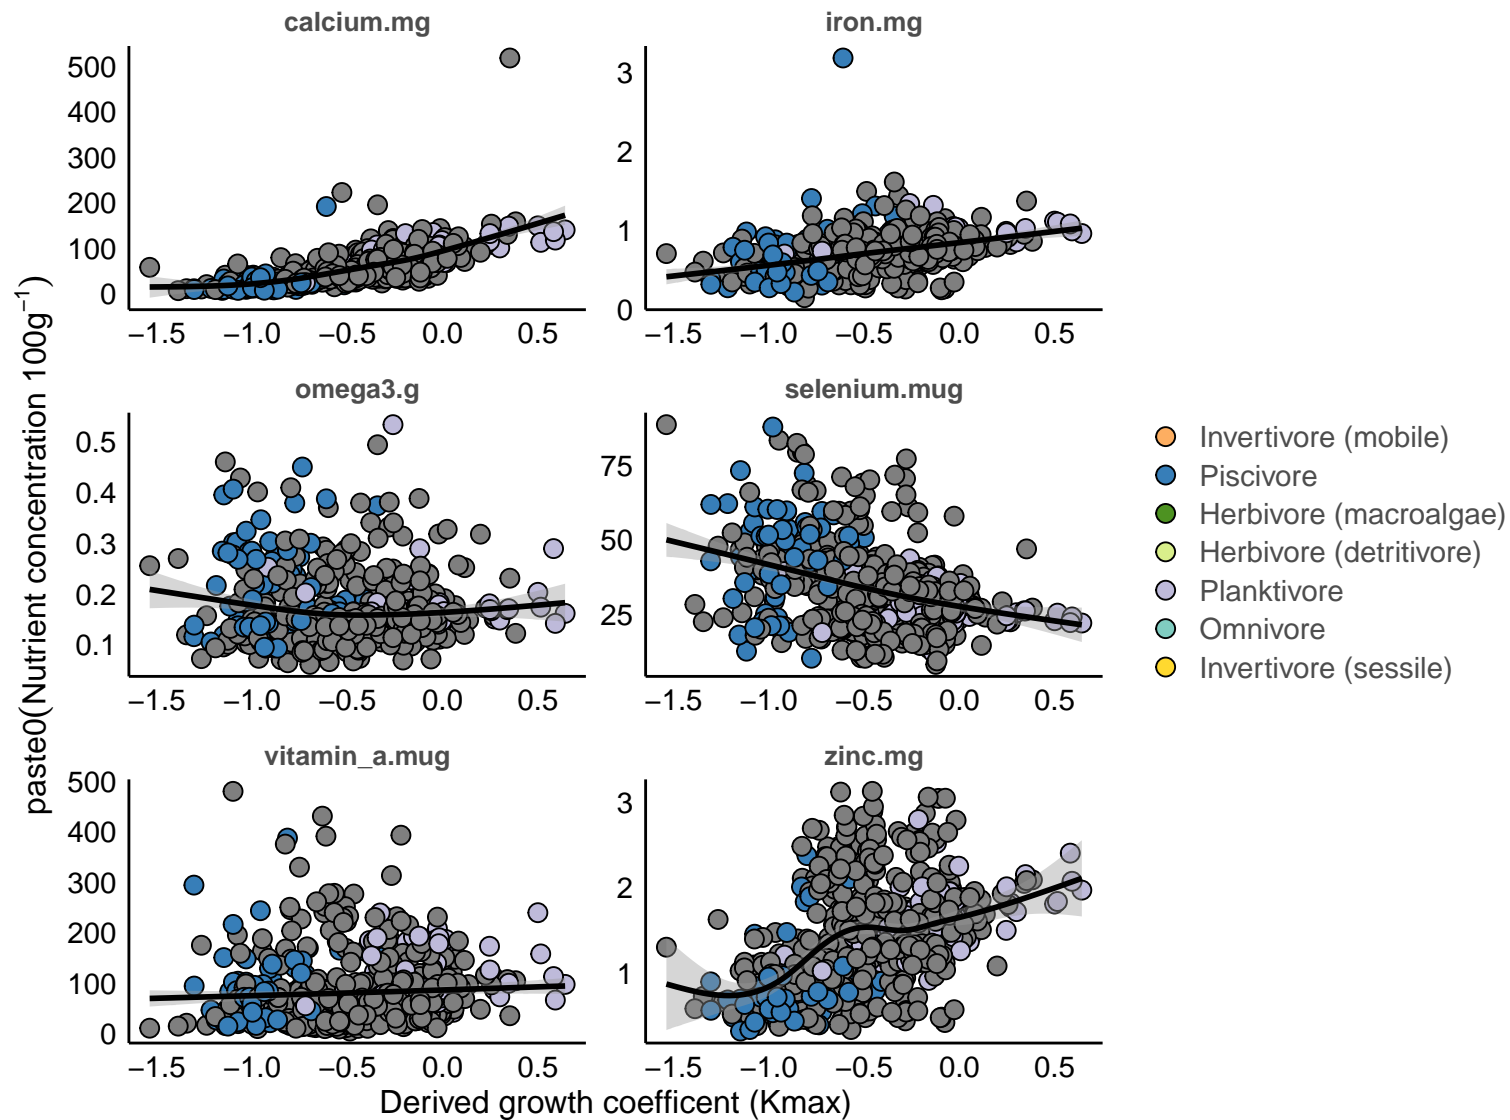 calcium.mg
iron.mg
500
400
300
200
100
0
−1.5 −1.0 −0.5 0.0 0.5
3
2
1
0
−1.5 −1.0 −0.5 0.0 0.5
omega3.g
selenium.mug
0.5
0.4
0.3
0.2
0.1
−1.5 −1.0 −0.5 0.0 0.5
75
50
25
−1.5 −1.0 −0.5 0.0 0.5
vitamin_a.mug
zinc.mg
500
400
300
200
100
0
−1.5 −1.0 −0.5 0.0 0.5
3
2
1
−1.5 −1.0 −0.5 0.0 0.5
paste0(Nutrient concentration 100g⁻¹)
Derived growth coefficent (Kmax)
Invertivore (mobile)
Piscivore
Herbivore (macroalgae)
Herbivore (detritivore)
Planktivore
Omnivore
Invertivore (sessile)